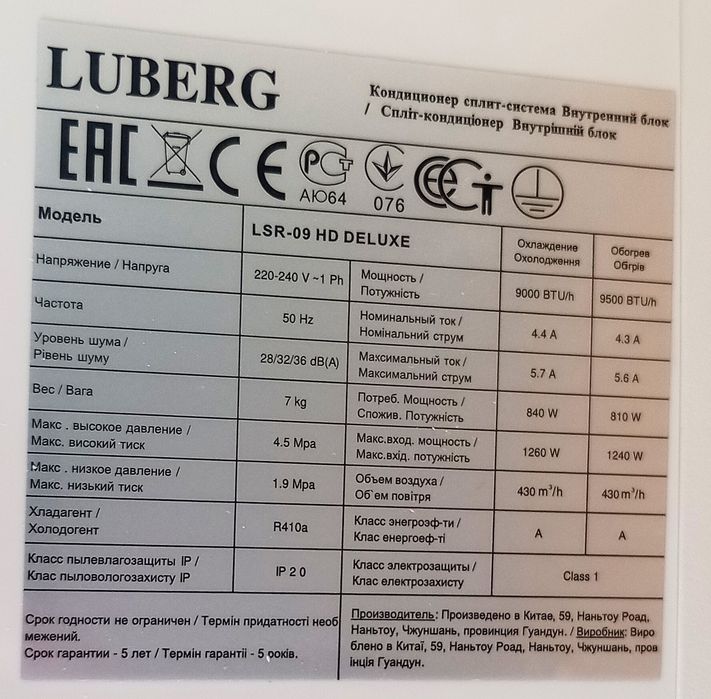 LUBERG
Кондиционер сплит-система Внутренний блок
/ Спліт-кондіціонер Внутрішній блок
EAC CE PCT CCC
АЮ64 076
Модель LSR-09 HD DELUXE Охлаждение Обогрев
Охолодження Обігрів
Напряжение / Напруга 220-240 V ~1 Ph Мощность / 9000 BTU/h 9500 BTU/h
Потужність
Частота 50 Hz Номинальный ток / 4.4 A 4.3 A
Номінальний струм
Уровень шума / 28/32/36 dB(A) Максимальный ток / 5.7 A 5.6 A
Рівень шуму Максимальний струм
Вес / Вага 7 kg Потреб. Мощность / 840 W 810 W
Спожив. Потужність
Макс . высокое давление / 4.5 Mpa Макс.вход. мощность / 1260 W 1240 W
Макс. високий тиск Макс.вхід. потужність
Макс . низкое давление / 1.9 Mpa Объем воздуха / 430 m³/h 430 m³/h
Макс. низький тиск Об`ем повітря
Хладагент / R410a Класс энергоэф-ти / A A
Холодогент Клас енергоеф-ті
Класс пылевлагозащиты IP / IP 2 0 Класс электрозащиты / Class 1
Клас пыловологозахисту IP Клас електрозахисту
Срок годности не ограничен / Термін придатності необ
межений.
Срок гарантии - 5 лет / Термін гарантії - 5 років.
Производитель: Произведено в Китае, 59, Наньтоу Роад,
Наньтоу, Чжуншань, провинция Гуандун. / Виробник: Виро
блено в Китаї, 59, Наньтоу Роад, Наньтоу, Чжуншань, пров
інція Гуандун.